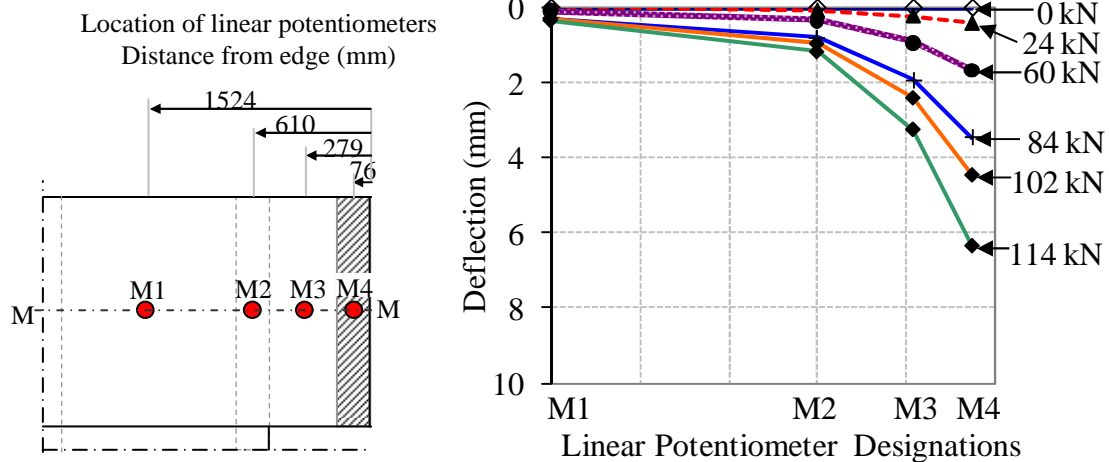 Location of linear potentiometers
Distance from edge (mm)
1524
610
279
76
M1
M2
M3
M4
M
M
0
2
4
6
8
10
Deflection (mm)
0 kN
24 kN
60 kN
84 kN
102 kN
114 kN
M1
M2
M3
M4
Linear Potentiometer Designations